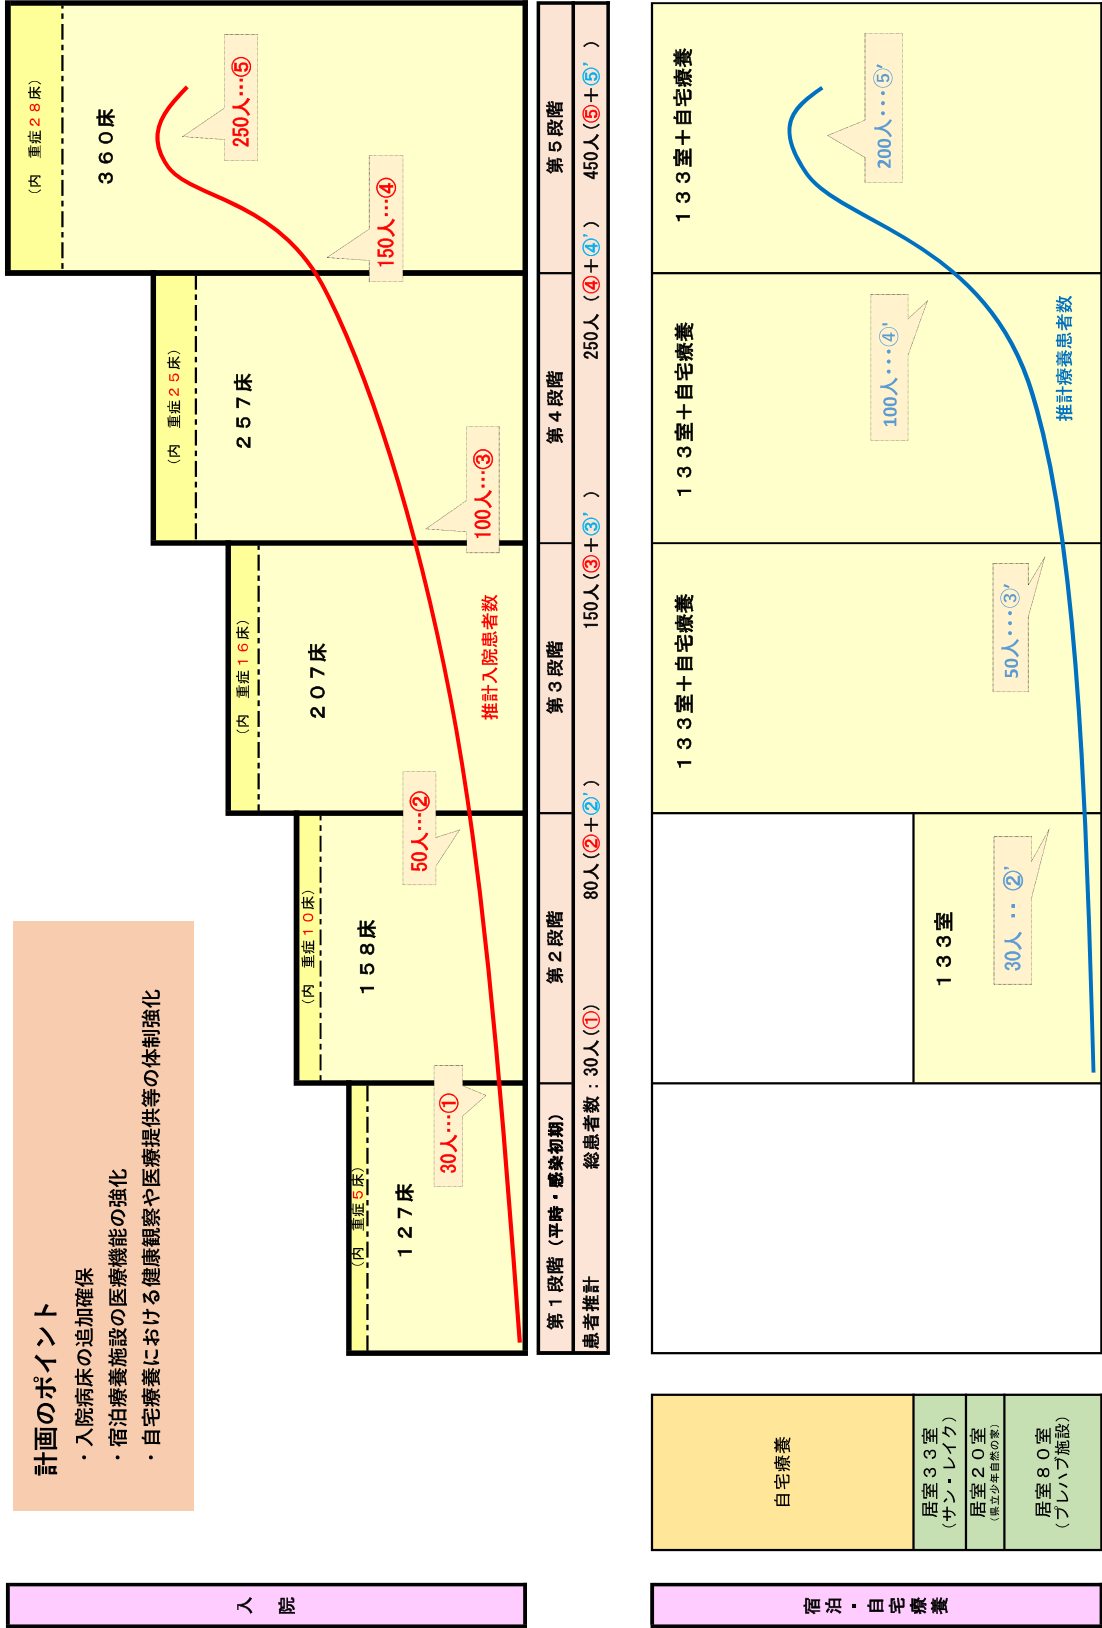 計画のポイント
・入院病床の追加確保
・宿泊療養施設の医療機能の強化
・自宅療養における健康観察や医療提供等の体制強化
入　院
（内　重症５床）
１２７床
30人…①
（内　重症１０床）
１５８床
50人…②
（内　重症１６床）
２０７床
推計入院患者数
100人…③
（内　重症２５床）
２５７床
150人…④
（内　重症２８床）
３６０床
250人…⑤
第１段階（平時・感染初期）
第２段階
第３段階
第４段階
第５段階
患者推計
総患者数：30人（①）
80人（②＋②’）
150人（③＋③’）
250人（④＋④’）
450人（⑤＋⑤’）
宿泊・自宅療養
自宅療養
居室３３室
（サン・レイク）
居室２０室
（県立少年自然の家）
居室８０室
（プレハブ施設）
１３３室
30人 ‥ ②’
１３３室＋自宅療養
50人･･･③’
１３３室＋自宅療養
100人･･･④’
推計療養患者数
１３３室＋自宅療養
200人･･･⑤’